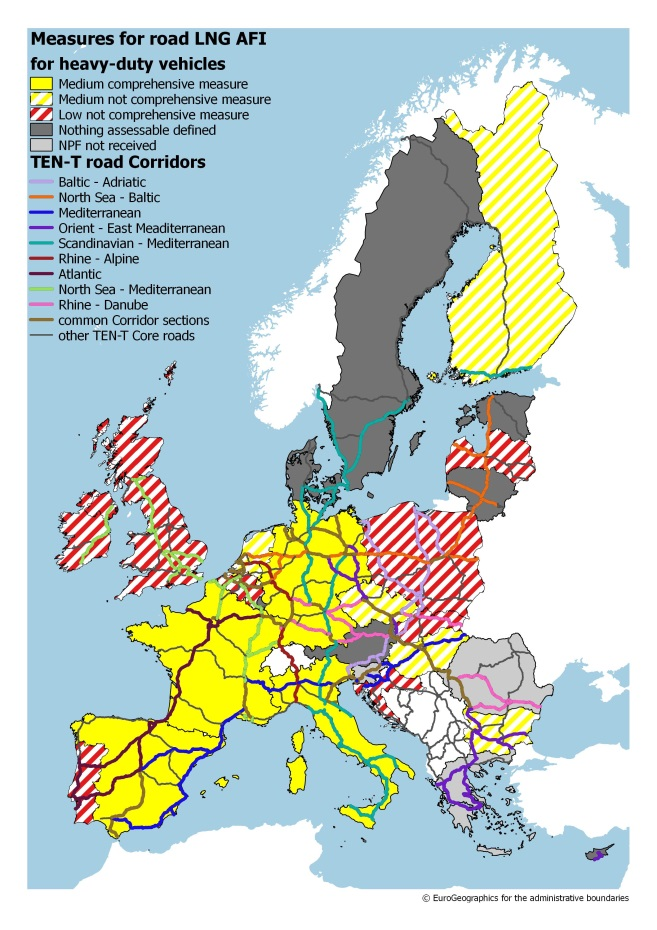 Measures for road LNG AFI
for heavy-duty vehicles
Medium comprehensive measure
Medium not comprehensive measure
Low not comprehensive measure
Nothing assessable defined
NPF not received
TEN-T road Corridors
Baltic - Adriatic
North Sea - Baltic
Mediterranean
Orient - East Meaditerranean
Scandinavian - Mediterranean
Rhine - Alpine
Atlantic
North Sea - Mediterranean
Rhine - Danube
common Corridor sections
other TEN-T Core roads
© EuroGeographics for the administrative boundaries